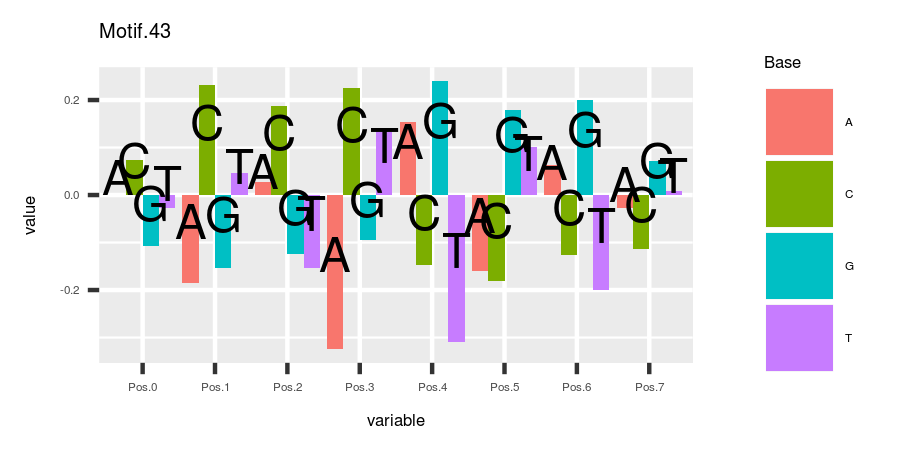 Motif.43
Base
A
C
G
T
value
0.2
0.0
-0.2
A C G T A G C G T A C G T A C G T A C G T A C G T A C G T A C G T
Pos.0 Pos.1 Pos.2 Pos.3 Pos.4 Pos.5 Pos.6 Pos.7
variable